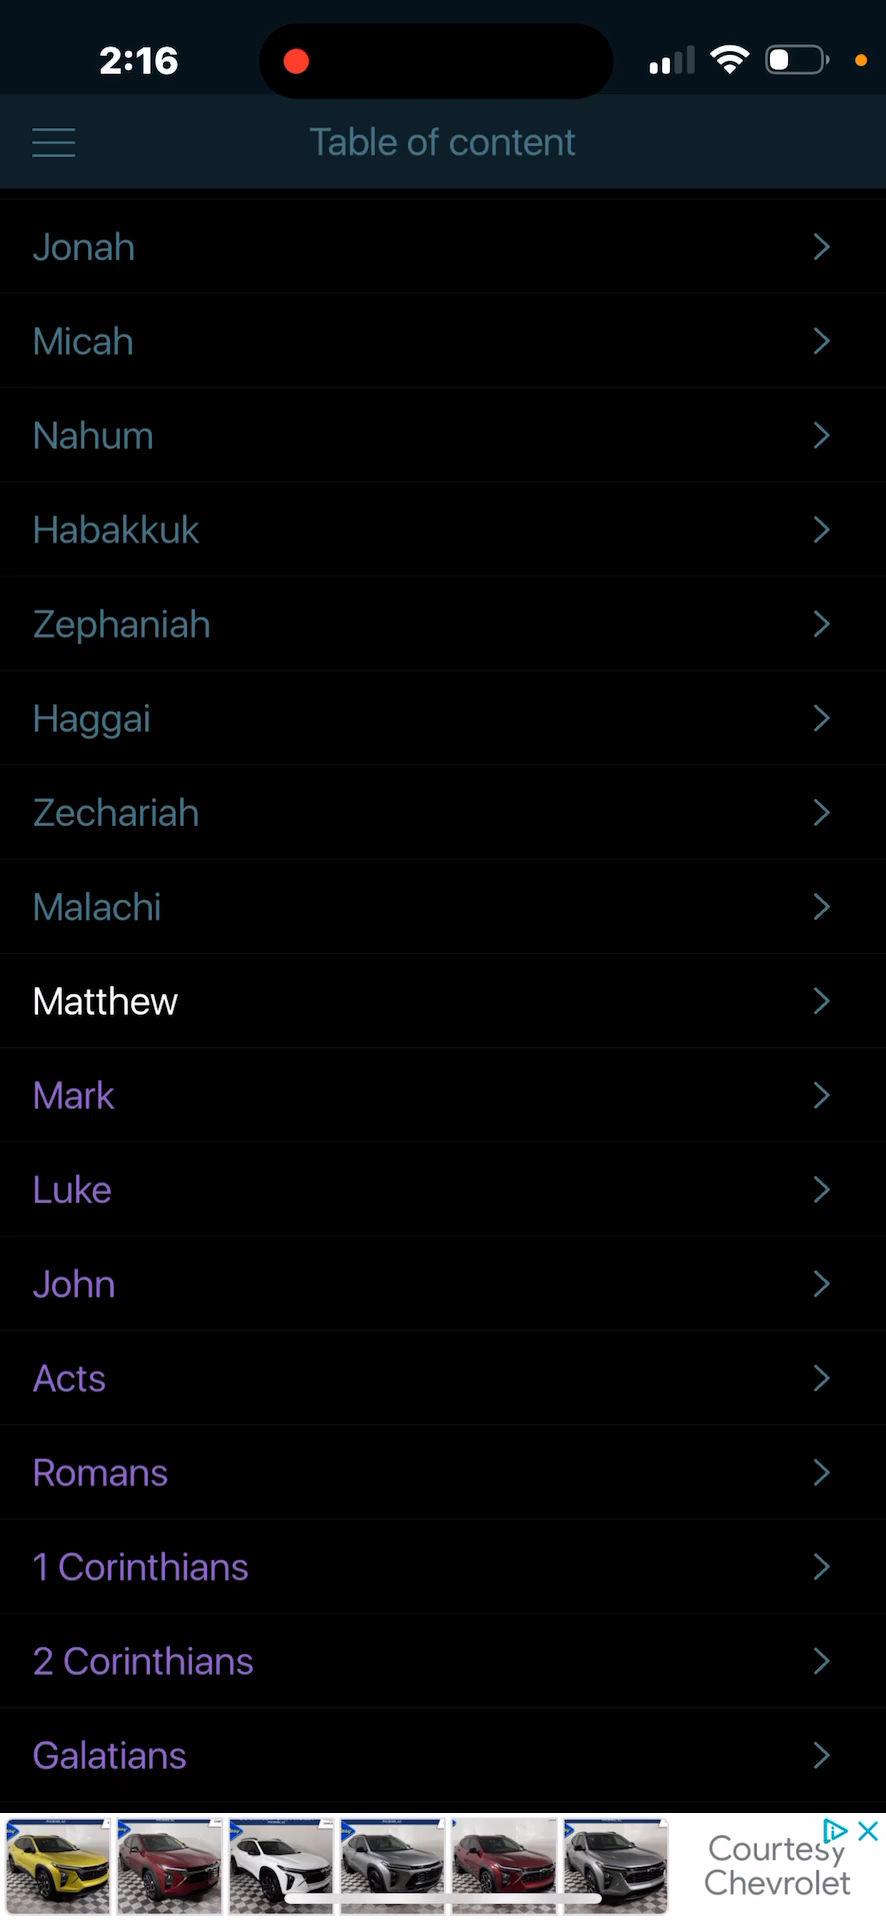 2:16
Table of content
Jonah
Micah
Nahum
Habakkuk
Zephaniah
Haggai
Zechariah
Malachi
Matthew
Mark
Luke
John
Acts
Romans
1 Corinthians
2 Corinthians
Galatians
Courtesy
Chevrolet